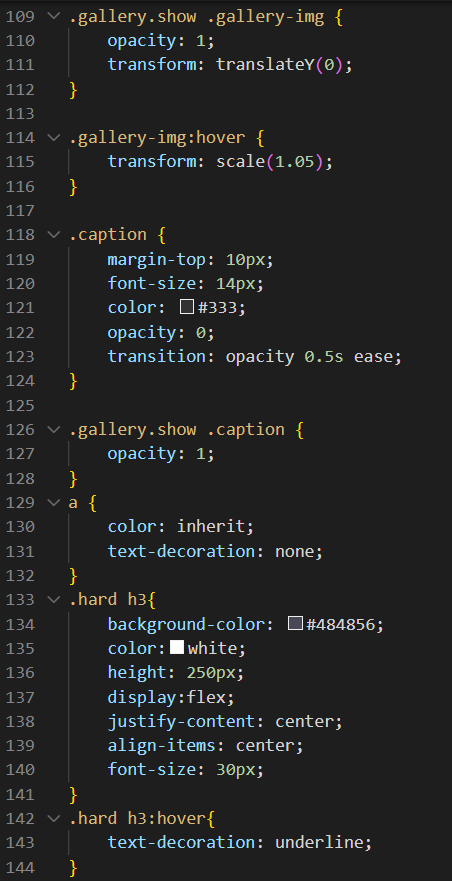 109 .gallery.show .gallery-img {
110     opacity: 1;
111     transform: translateY(0);
112 }
113
114 .gallery-img:hover {
115     transform: scale(1.05);
116 }
117
118 .caption {
119     margin-top: 10px;
120     font-size: 14px;
121     color: #333;
122     opacity: 0;
123     transition: opacity 0.5s ease;
124 }
125
126 .gallery.show .caption {
127     opacity: 1;
128 }
129 a {
130     color: inherit;
131     text-decoration: none;
132 }
133 .hard h3{
134     background-color: #484856;
135     color:white;
136     height: 250px;
137     display:flex;
138     justify-content: center;
139     align-items: center;
140     font-size: 30px;
141 }
142 .hard h3:hover{
143     text-decoration: underline;
144 }